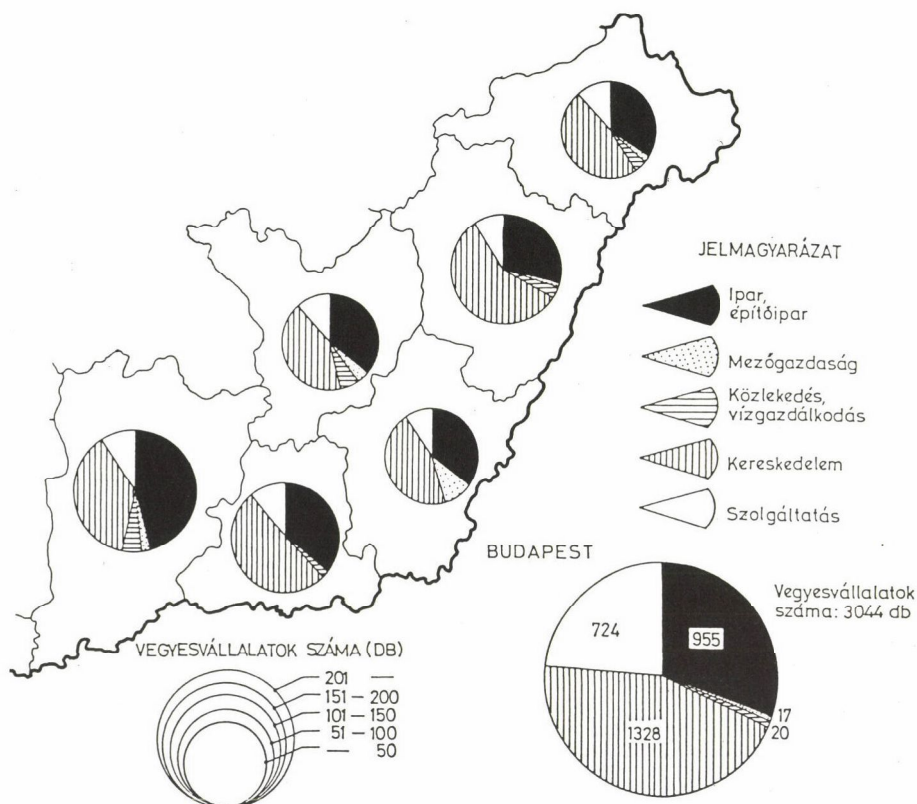 JELMAGYARÁZAT
Ipar,
építőipar
Mezőgazdaság
Közlekedés,
vízgazdálkodás
Kereskedelem
Szolgáltatás
BUDAPEST
Vegyesvállalatok
száma: 3044 db
724
955
17
20
1328
VEGYESVÁLLALATOK SZÁMA (DB)
201 —
151 – 200
101 – 150
51 – 100
— 50